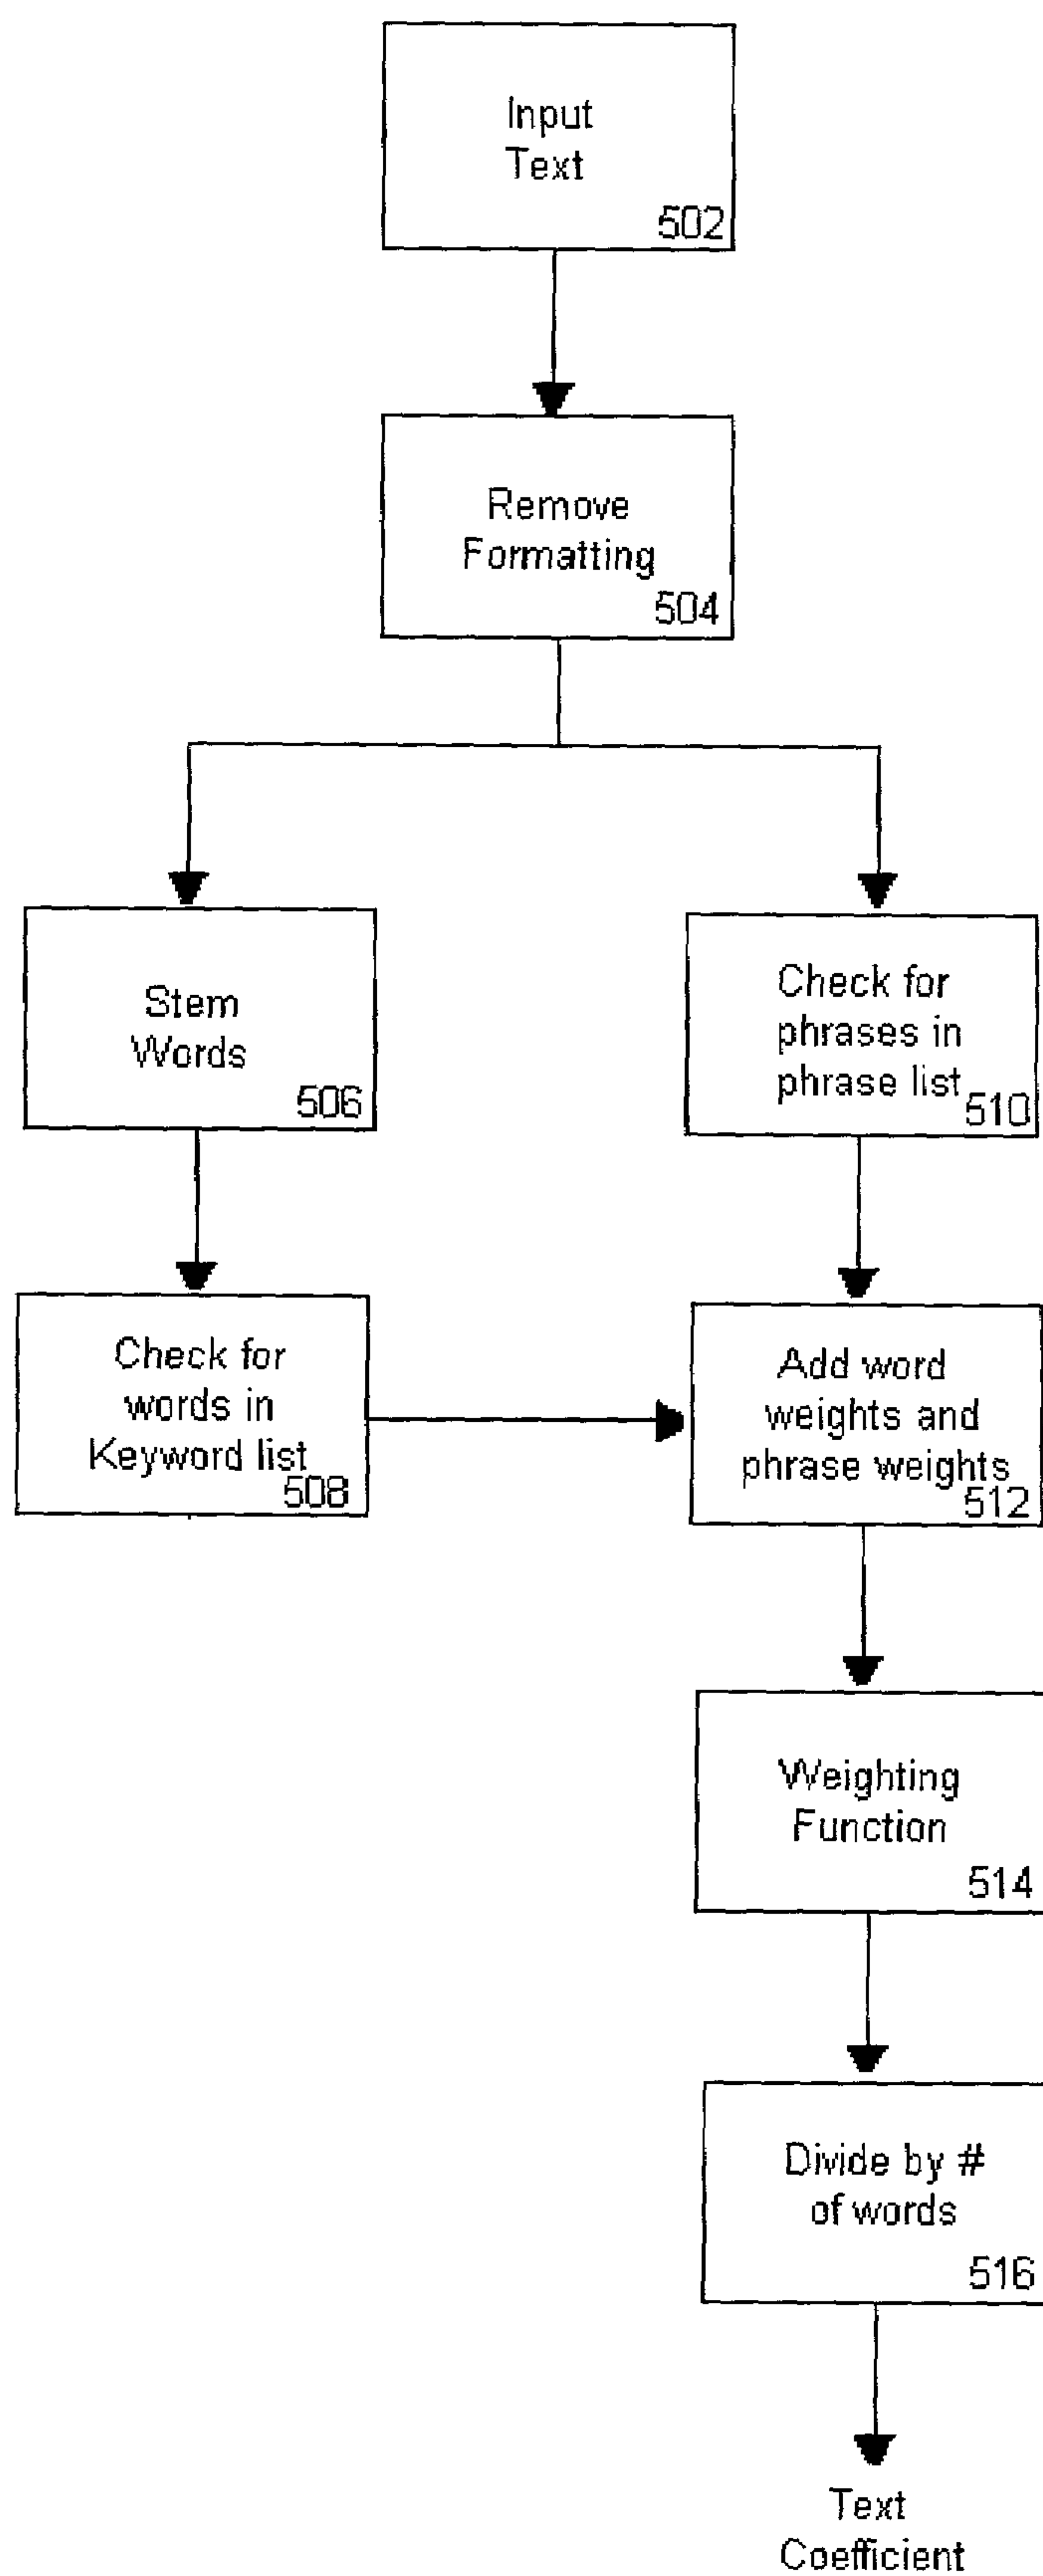 Input
Text
502
Remove
Formatting
504
Stem
Words
506
Check for
phrases in
phrase list
510
Check for
words in
Keyword list
508
Add word
weights and
phrase weights
512
Weighting
Function
514
Divide by #
of words
516
Text
Coefficient